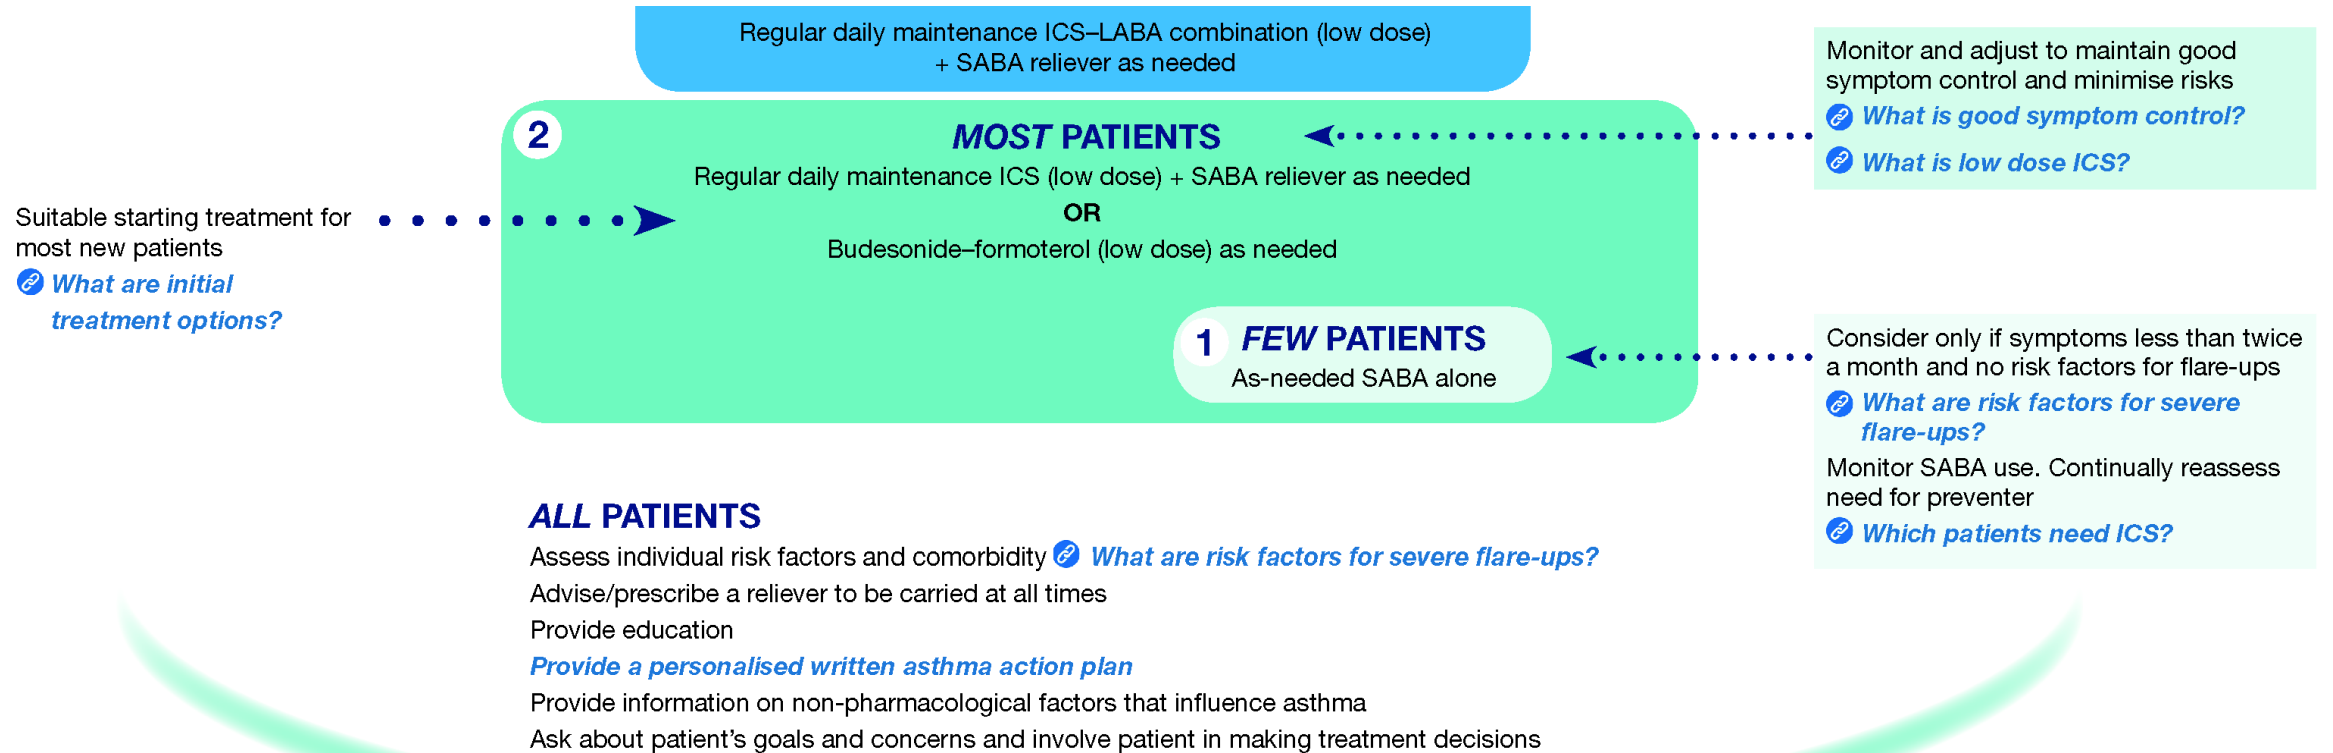 Regular daily maintenance ICS–LABA combination (low dose)
+ SABA reliever as needed
2
MOST PATIENTS
Regular daily maintenance ICS (low dose) + SABA reliever as needed
OR
Budesonide–formoterol (low dose) as needed
Suitable starting treatment for
most new patients
What are initial
treatment options?
Monitor and adjust to maintain good
symptom control and minimise risks
What is good symptom control?
What is low dose ICS?
1
FEW PATIENTS
As-needed SABA alone
Consider only if symptoms less than twice
a month and no risk factors for flare-ups
What are risk factors for severe
flare-ups?
Monitor SABA use. Continually reassess
need for preventer
Which patients need ICS?
ALL PATIENTS
Assess individual risk factors and comorbidity What are risk factors for severe flare-ups?
Advise/prescribe a reliever to be carried at all times
Provide education
Provide a personalised written asthma action plan
Provide information on non-pharmacological factors that influence asthma
Ask about patient’s goals and concerns and involve patient in making treatment decisions